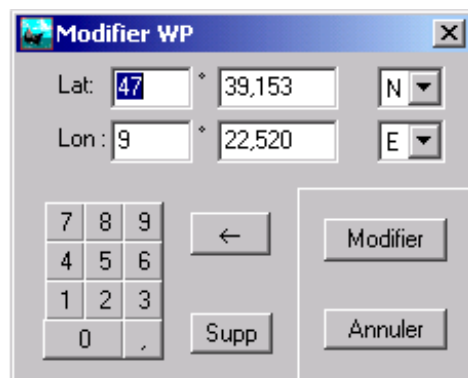 Modifier WP
Lat: 47 ° 39,153 N
Lon : 9 ° 22,520 E
7 8 9 ←
4 5 6 Modifier
1 2 3
0 , Supp Annuler